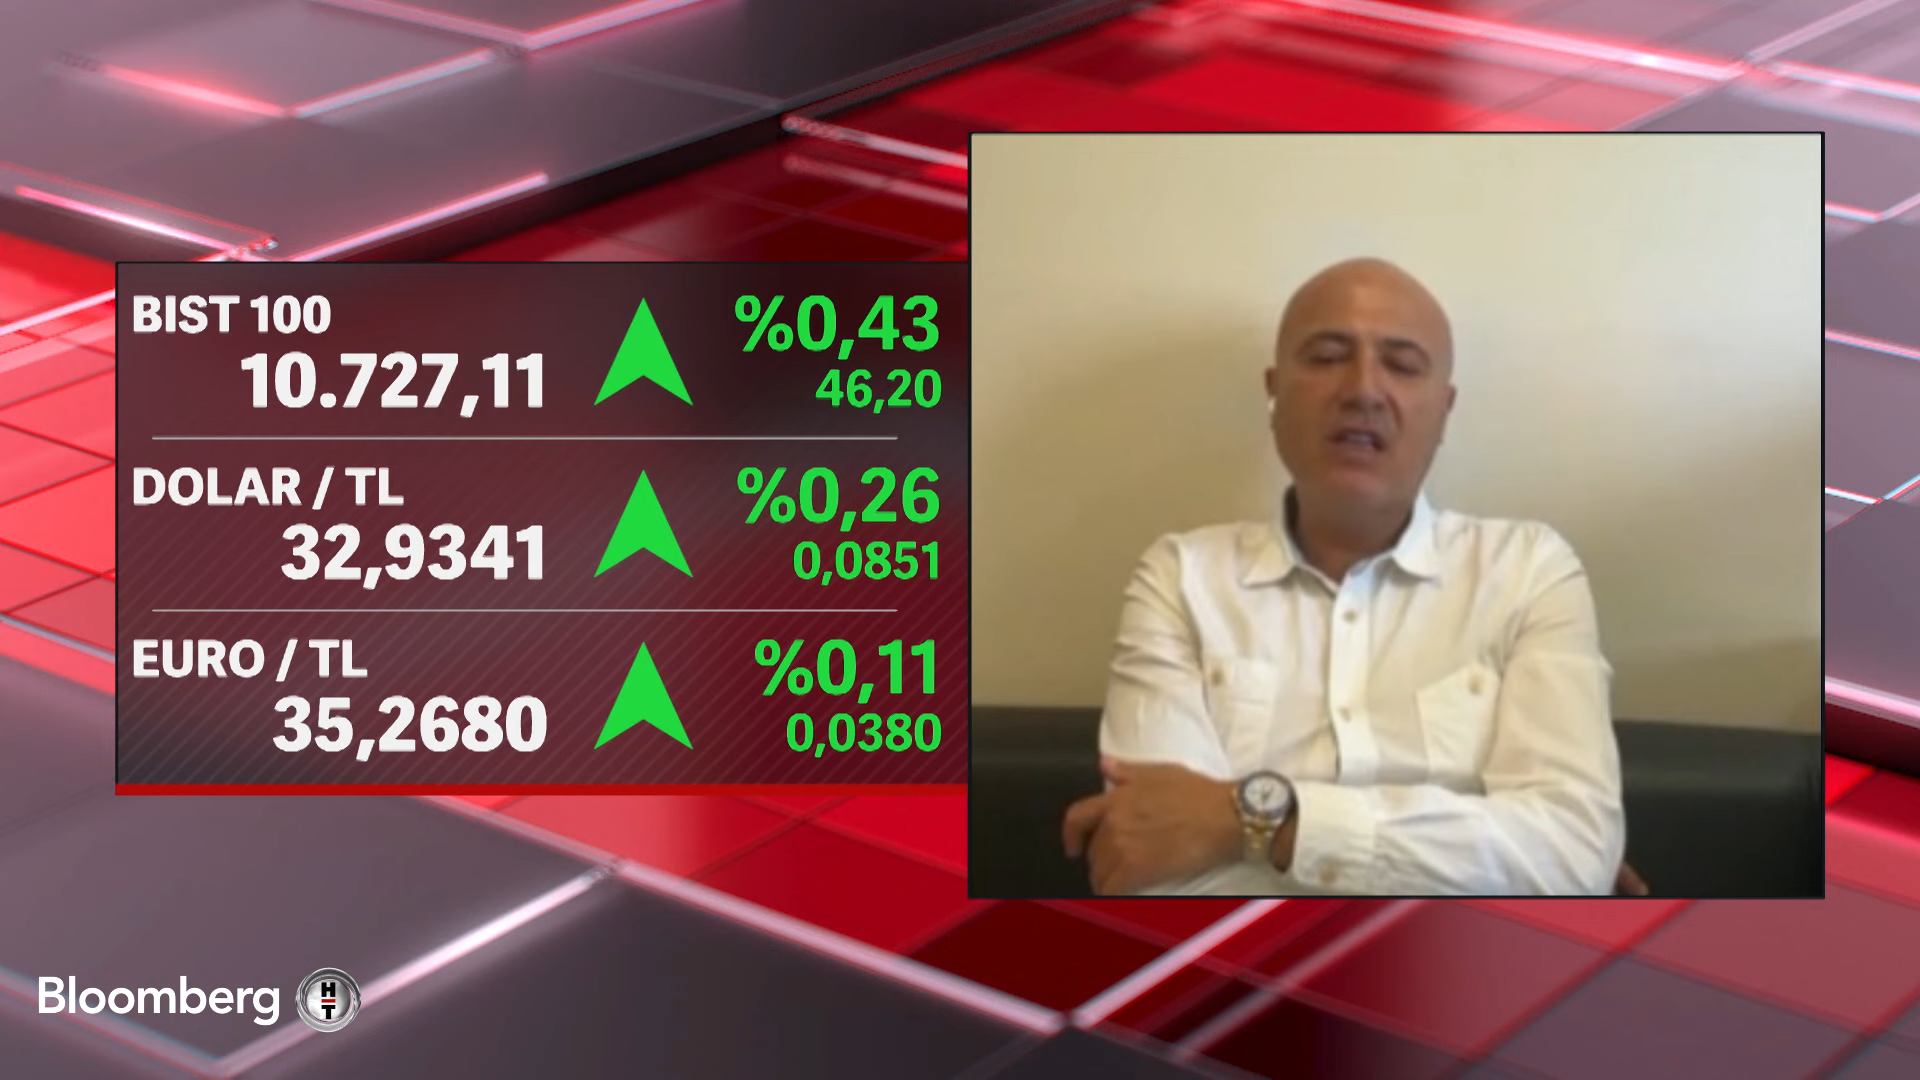 BIST 100
10.727,11
%0,43
46,20
DOLAR / TL
32,9341
%0,26
0,0851
EURO / TL
35,2680
%0,11
0,0380
Bloomberg HT